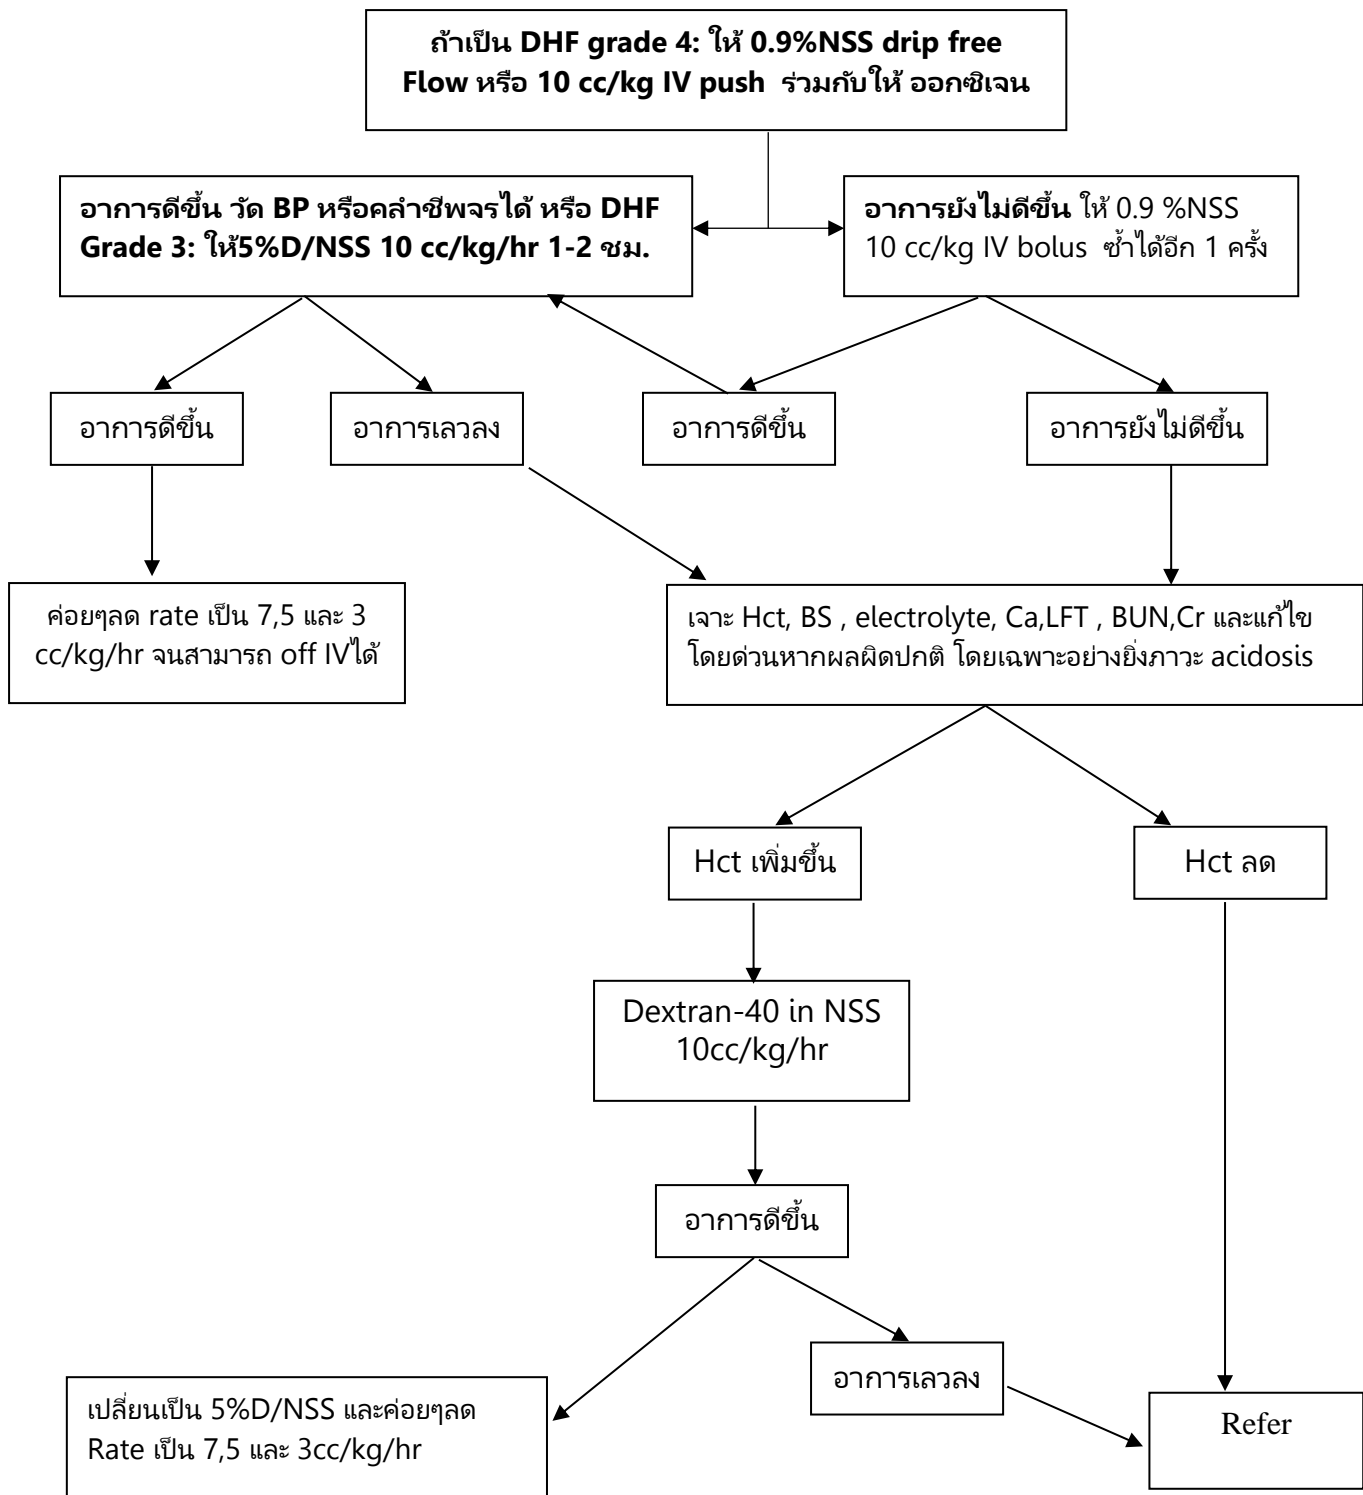 ถ้าเป็น DHF grade 4: ให้ 0.9%NSS drip free
Flow หรือ 10 cc/kg IV push ร่วมกับให้ ออกซิเจน
อาการดีขึ้น วัด BP หรือคลำชีพจรได้ หรือ DHF
Grade 3: ให้5%D/NSS 10 cc/kg/hr 1-2 ชม.
อาการยังไม่ดีขึ้น ให้ 0.9 %NSS
10 cc/kg IV bolus ซ้ำได้อีก 1 ครั้ง
อาการดีขึ้น
อาการเลวลง
อาการดีขึ้น
อาการยังไม่ดีขึ้น
ค่อยๆลด rate เป็น 7,5 และ 3
cc/kg/hr จนสามารถ off IVได้
เจาะ Hct, BS , electrolyte, Ca,LFT , BUN,Cr และแก้ไข
โดยด่วนหากผลผิดปกติ โดยเฉพาะอย่างยิ่งภาวะ acidosis
Hct เพิ่มขึ้น
Hct ลด
Dextran-40 in NSS
10cc/kg/hr
อาการดีขึ้น
อาการเลวลง
เปลี่ยนเป็น 5%D/NSS และค่อยๆลด
Rate เป็น 7,5 และ 3cc/kg/hr
Refer